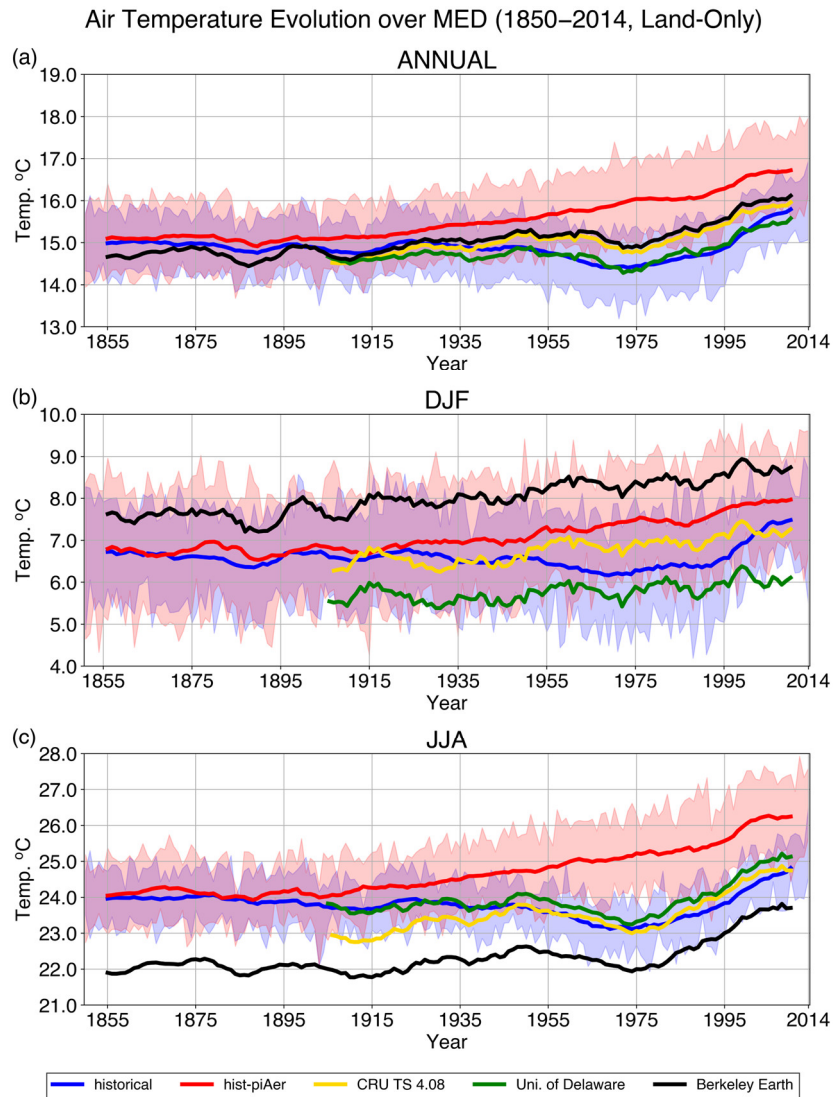 Air Temperature Evolution over MED (1850−2014, Land-Only)
(a)
ANNUAL
19.0
18.0
17.0
16.0
15.0
14.0
13.0
Temp. ºC
1855 1875 1895 1915 1935 1955 1975 1995 2014
Year
(b)
DJF
10.0
9.0
8.0
7.0
6.0
5.0
4.0
Temp. ºC
1855 1875 1895 1915 1935 1955 1975 1995 2014
Year
(c)
JJA
28.0
27.0
26.0
25.0
24.0
23.0
22.0
21.0
Temp. ºC
1855 1875 1895 1915 1935 1955 1975 1995 2014
Year
historical hist-piAer CRU TS 4.08 Uni. of Delaware Berkeley Earth